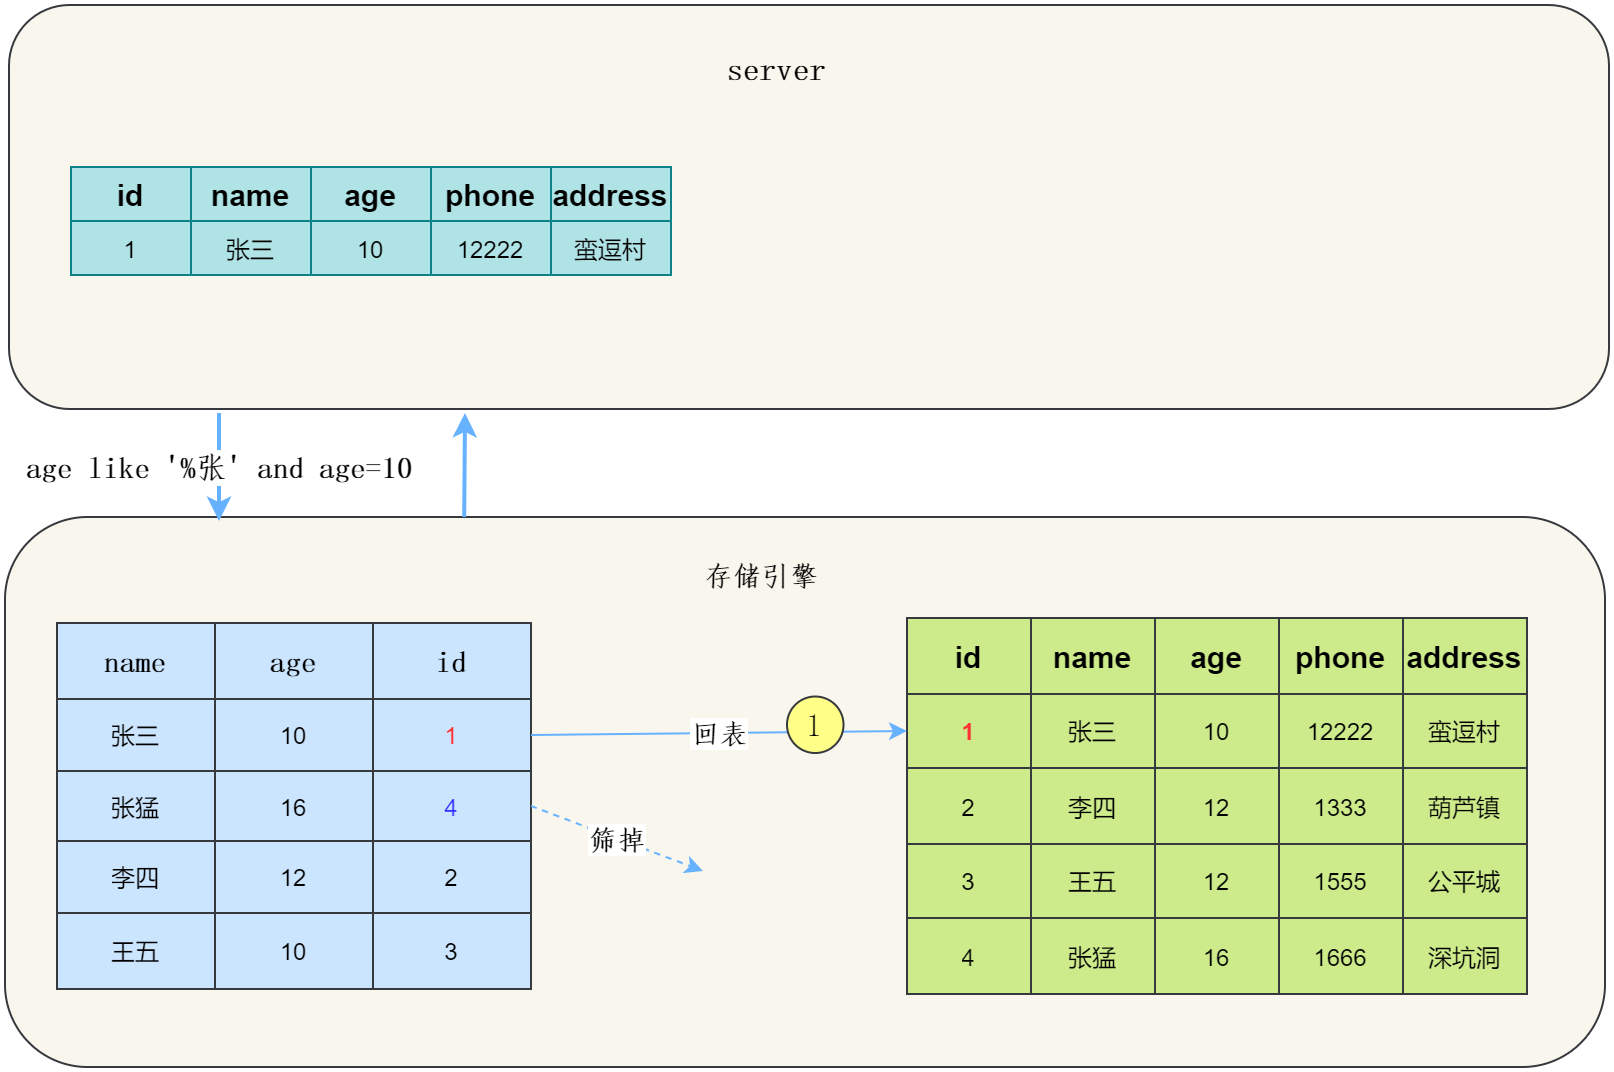 server
id name age phone address
1 张三 10 12222 蛮逗村
age like '%张' and age=10
存储引擎
name age id
张三 10 1
张猛 16 4
李四 12 2
王五 10 3
回表 1
筛掉
id name age phone address
1 张三 10 12222 蛮逗村
2 李四 12 1333 葫芦镇
3 王五 12 1555 公平城
4 张猛 16 1666 深坑洞